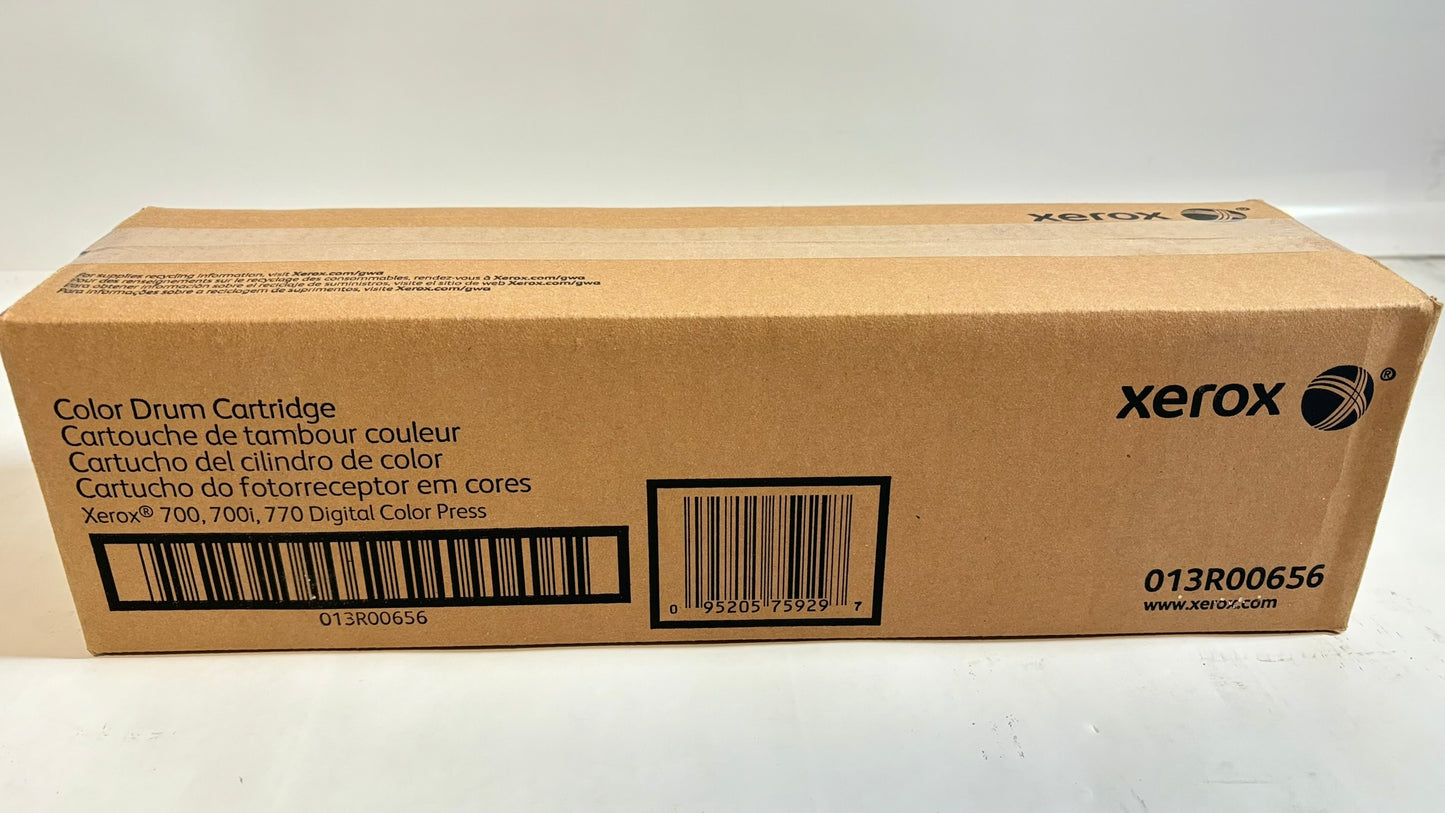 xerox
For supplies recycling information, visit Xerox.com/gwa
Pour des renseignements sur le recyclage des consommables, rendez-vous à Xerox.com/gwa
Para obtener información sobre el reciclaje de suministros, visite el sitio de web Xerox.com/gwa
Para informações sobre a reciclagem de suprimentos, visite Xerox.com/gwa
xerox ®
Color Drum Cartridge
Cartouche de tambour couleur
Cartucho del cilindro de color
Cartucho do fotorreceptor em cores
Xerox® 700, 700i, 770 Digital Color Press
013R00656
0 95205 75929 7
013R00656
www.xerox.com